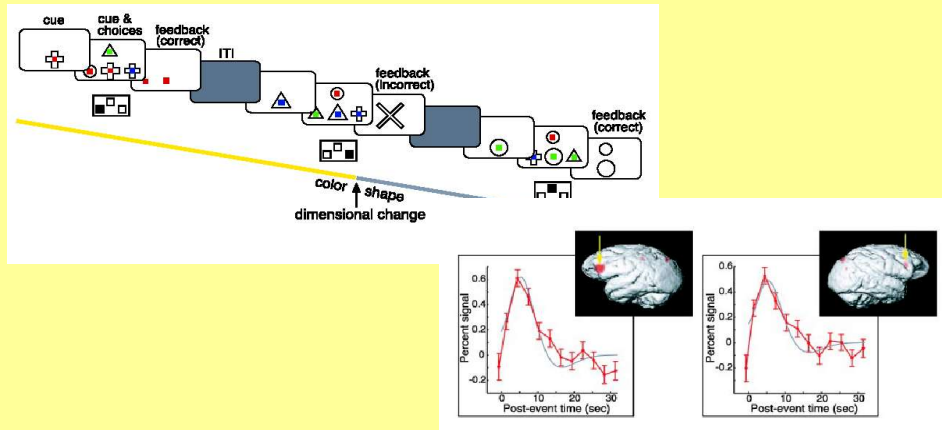 cue
cue &
choices
feedback
(correct)
ITI
feedback
(incorrect)
feedback
(correct)
color
shape
dimensional change
Percent signal
0.6
0.4
0.2
0
-0.2
0
10
20
30
Post-event time (sec)
Percent signal
0.6
0.4
0.2
0
-0.2
0
10
20
30
Post-event time (sec)